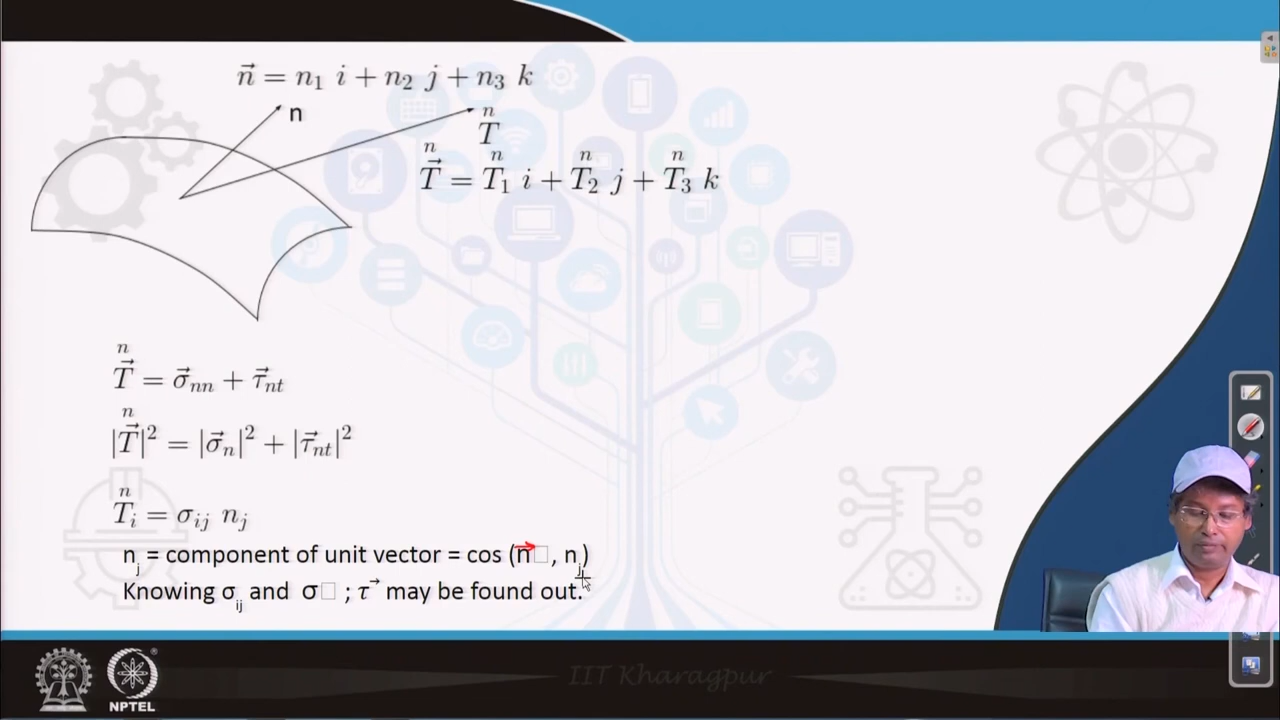 n⃗ = n₁ i + n₂ j + n₃ k
n
n
T
n n n n
T⃗ = T₁ i + T₂ j + T₃ k
n
T⃗ = σ⃗ₙₙ + τ⃗ₙₜ
n
|T⃗|² = |σ⃗ₙ|² + |τ⃗ₙₜ|²
n
Tᵢ = σᵢⱼ nⱼ
nⱼ = component of unit vector = cos (n□, nⱼ)
Knowing σᵢⱼ and σ□ ; τ⃗ may be found out.
IIT Kharagpur
NPTEL